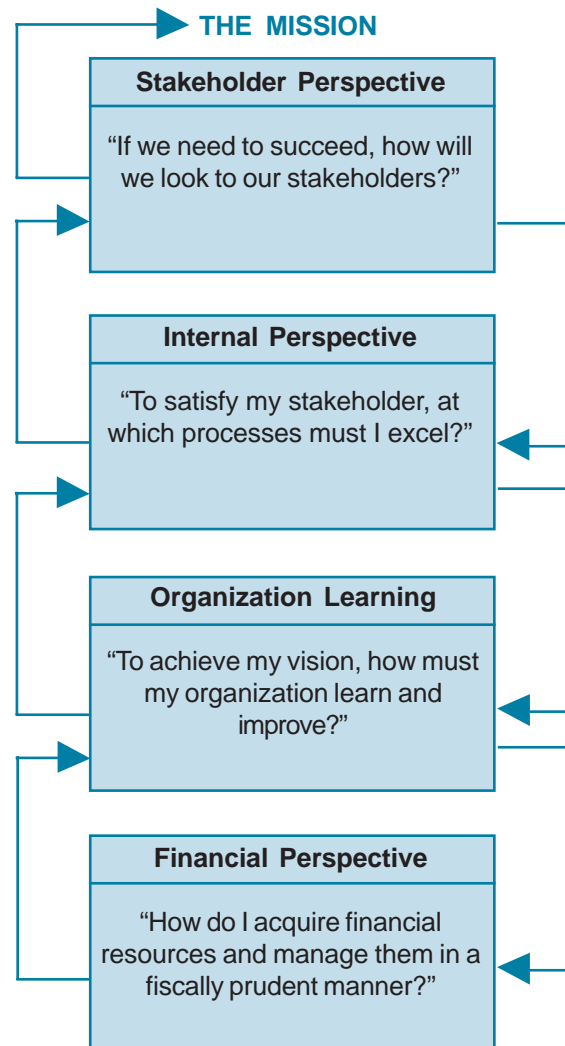 THE MISSION
Stakeholder Perspective
“If we need to succeed, how will
we look to our stakeholders?”
Internal Perspective
“To satisfy my stakeholder, at
which processes must I excel?”
Organization Learning
“To achieve my vision, how must
my organization learn and
improve?”
Financial Perspective
“How do I acquire financial
resources and manage them in a
fiscally prudent manner?”